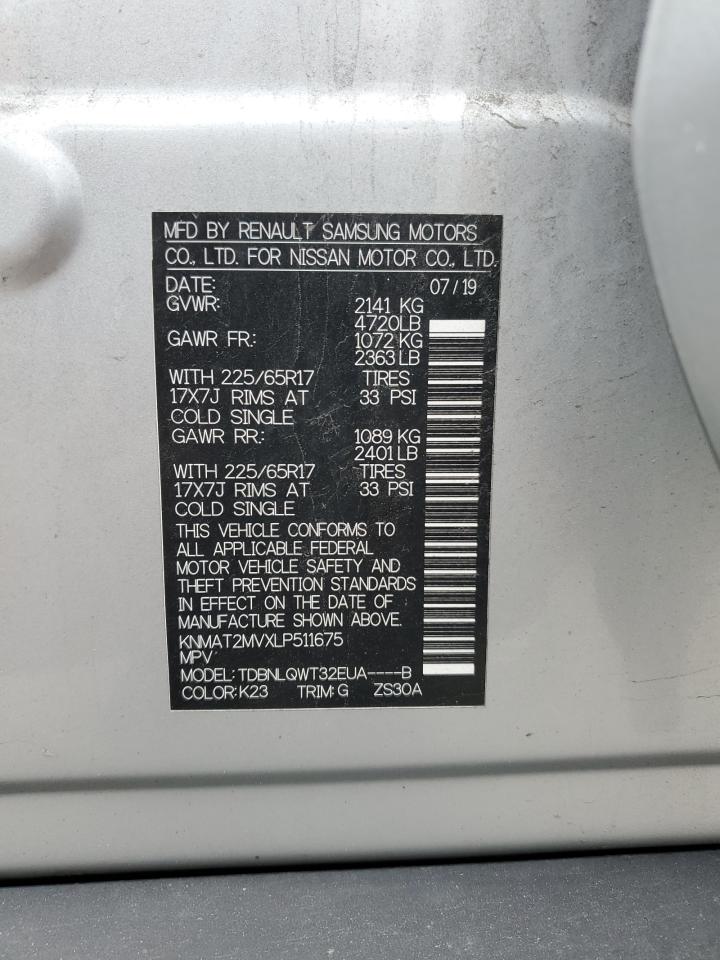 MFD BY RENAULT SAMSUNG MOTORS
CO., LTD. FOR NISSAN MOTOR CO., LTD.
DATE: 07/19
GVWR: 2141 KG
4720LB
GAWR FR: 1072 KG
2363 LB
WITH 225/65R17 TIRES
17X7J RIMS AT 33 PSI
COLD SINGLE
GAWR RR: 1089 KG
2401 LB
WITH 225/65R17 TIRES
17X7J RIMS AT 33 PSI
COLD SINGLE
THIS VEHICLE CONFORMS TO
ALL APPLICABLE FEDERAL
MOTOR VEHICLE SAFETY AND
THEFT PREVENTION STANDARDS
IN EFFECT ON THE DATE OF
MANUFACTURE SHOWN ABOVE.
KNMAT2MVXLP511675
MPV
MODEL: TDBNLQWT32EUA----B
COLOR: K23 TRIM: G ZS30A